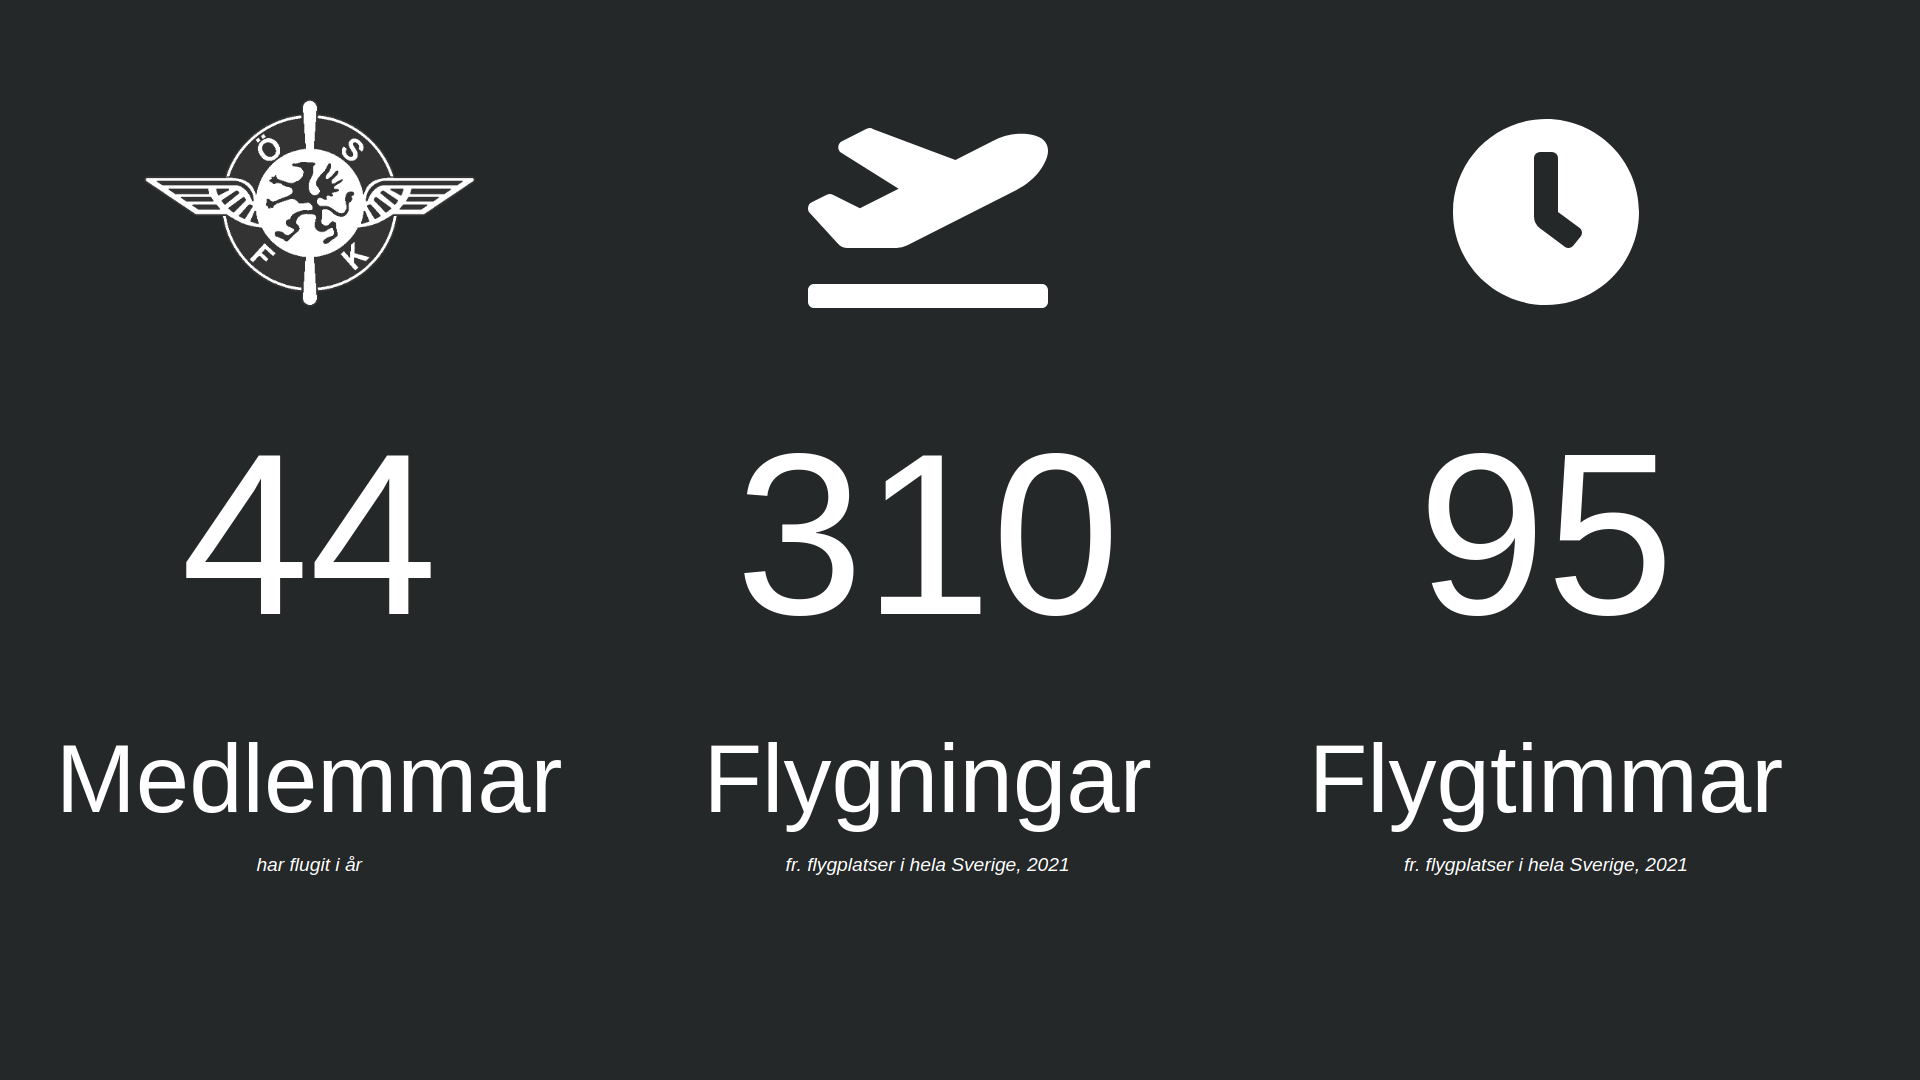 Ö S
F K
44
Medlemmar
har flugit i år
310
Flygningar
fr. flygplatser i hela Sverige, 2021
95
Flygtimmar
fr. flygplatser i hela Sverige, 2021